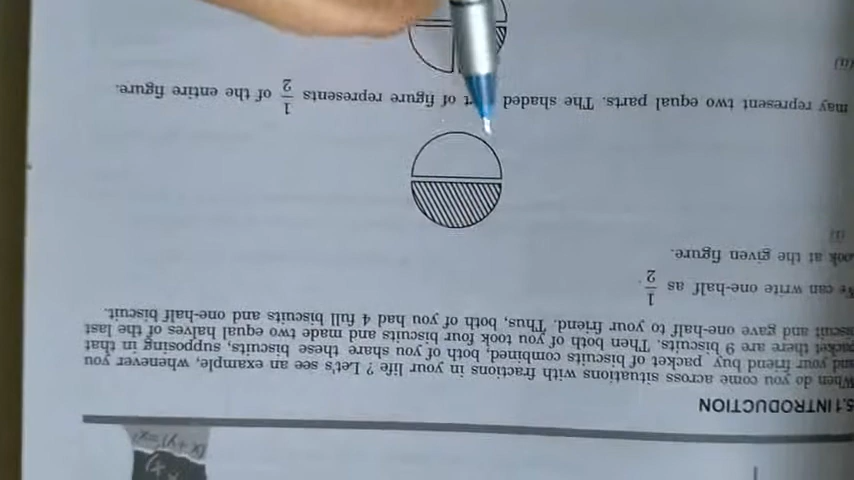 5.1 INTRODUCTION
When do you come across situations with fractions in your life ? Let's see an example, whenever you
and your friend buy packet of biscuits combined, both of you share these biscuits, supposing in that
packet there are 9 biscuits. Then both of you took four biscuits and made two equal halves of the last
biscuit and gave one-half to your friend. Thus, both of you had 4 full biscuits and one-half biscuit.
We can write one-half as 1/2.
Look at the given figure.
(i)
may represent two equal parts. The shaded of figure represents 1/2 of the entire figure.
(ii)